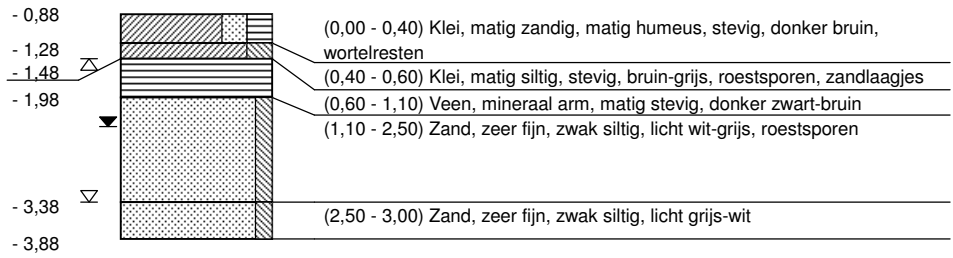 - 0,88
(0,00 - 0,40) Klei, matig zandig, matig humeus, stevig, donker bruin,
wortelresten
- 1,28
(0,40 - 0,60) Klei, matig siltig, stevig, bruin-grijs, roestsporen, zandlaagjes
- 1,48
(0,60 - 1,10) Veen, mineraal arm, matig stevig, donker zwart-bruin
- 1,98
(1,10 - 2,50) Zand, zeer fijn, zwak siltig, licht wit-grijs, roestsporen
- 3,38
(2,50 - 3,00) Zand, zeer fijn, zwak siltig, licht grijs-wit
- 3,88